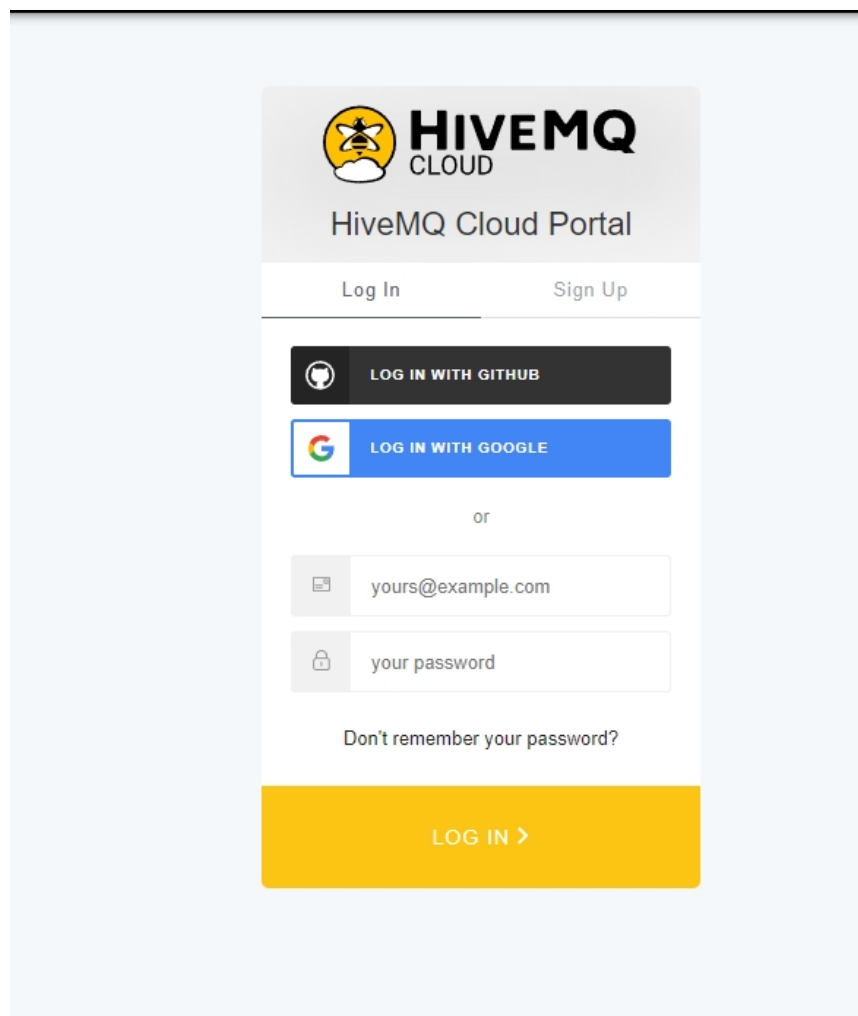 HIVEMQ
CLOUD
HiveMQ Cloud Portal
Log In
Sign Up
LOG IN WITH GITHUB
LOG IN WITH GOOGLE
or
yours@example.com
your password
Don't remember your password?
LOG IN >